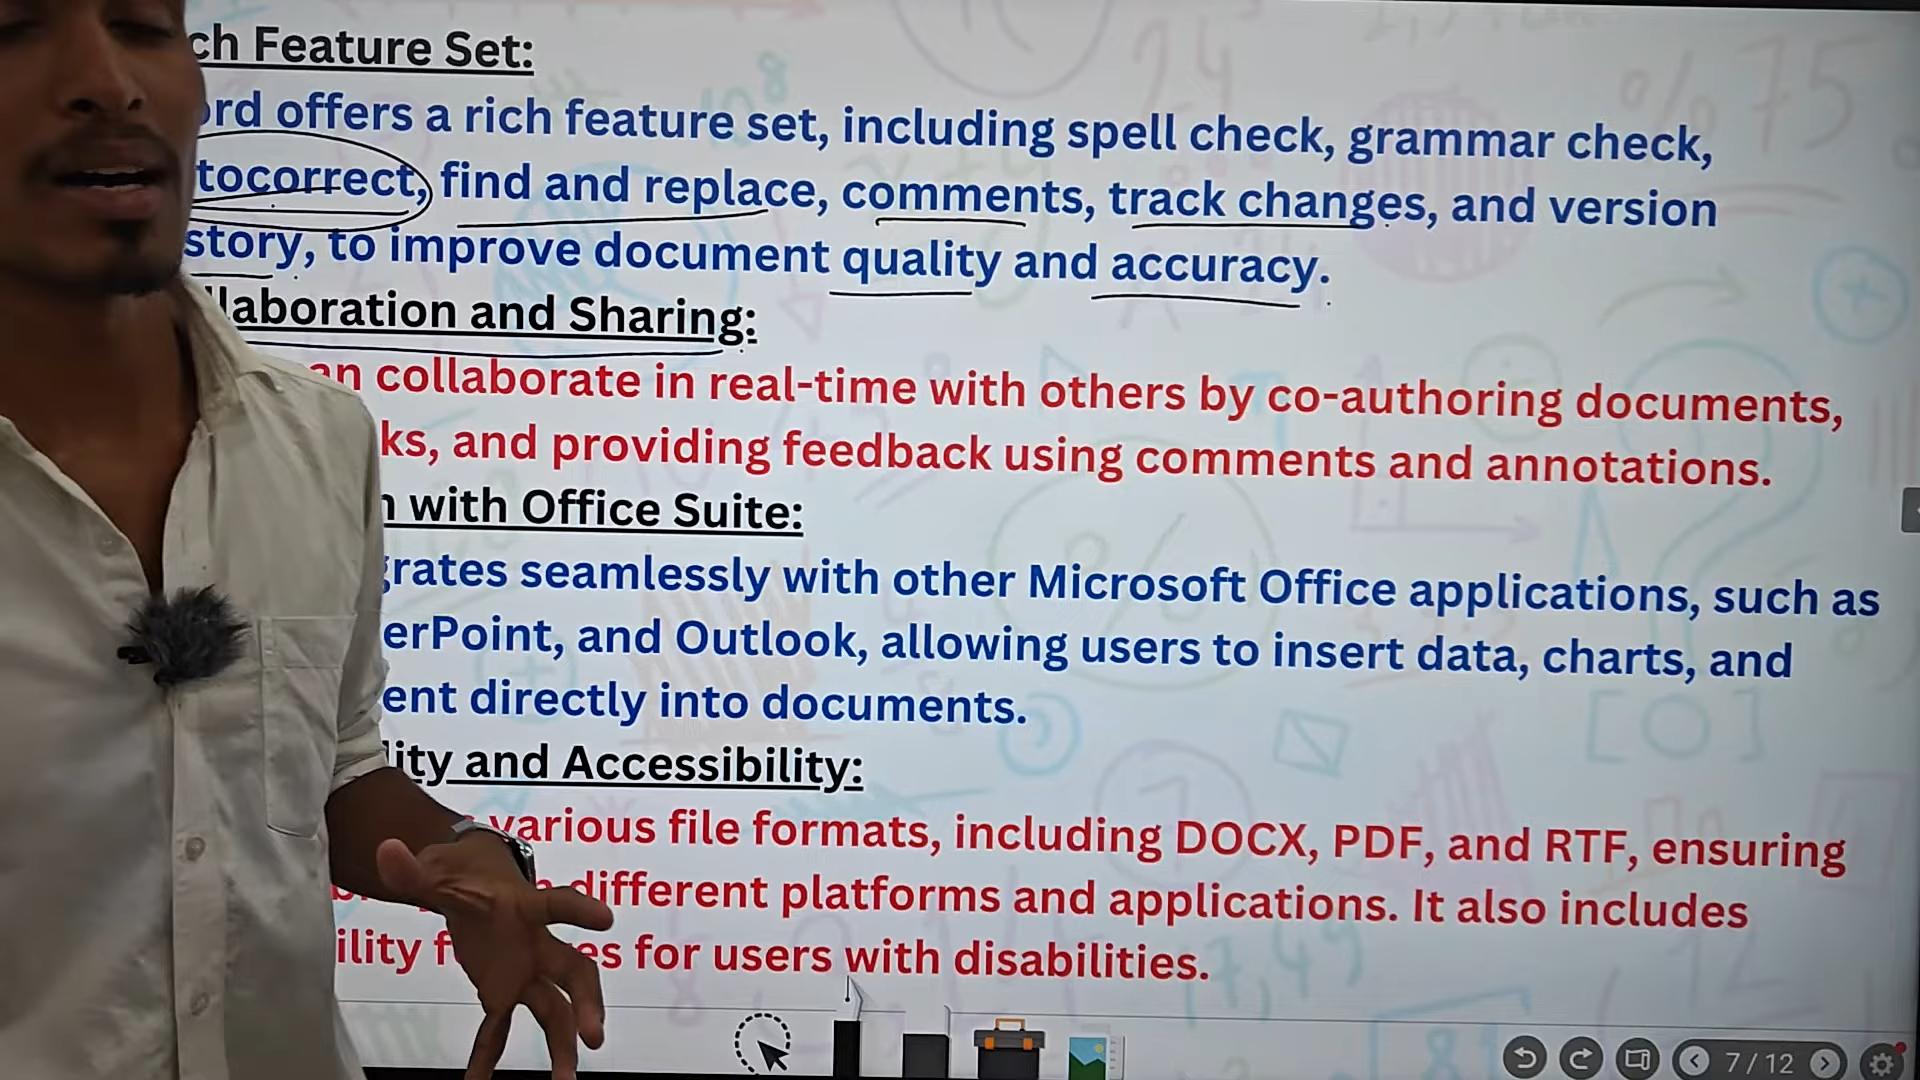 ch Feature Set:
ord offers a rich feature set, including spell check, grammar check,
tocorrect, find and replace, comments, track changes, and version
story, to improve document quality and accuracy.
llaboration and Sharing:
an collaborate in real-time with others by co-authoring documents,
ks, and providing feedback using comments and annotations.
n with Office Suite:
grates seamlessly with other Microsoft Office applications, such as
erPoint, and Outlook, allowing users to insert data, charts, and
ent directly into documents.
lity and Accessibility:
various file formats, including DOCX, PDF, and RTF, ensuring
different platforms and applications. It also includes
ility f es for users with disabilities.
7 / 12